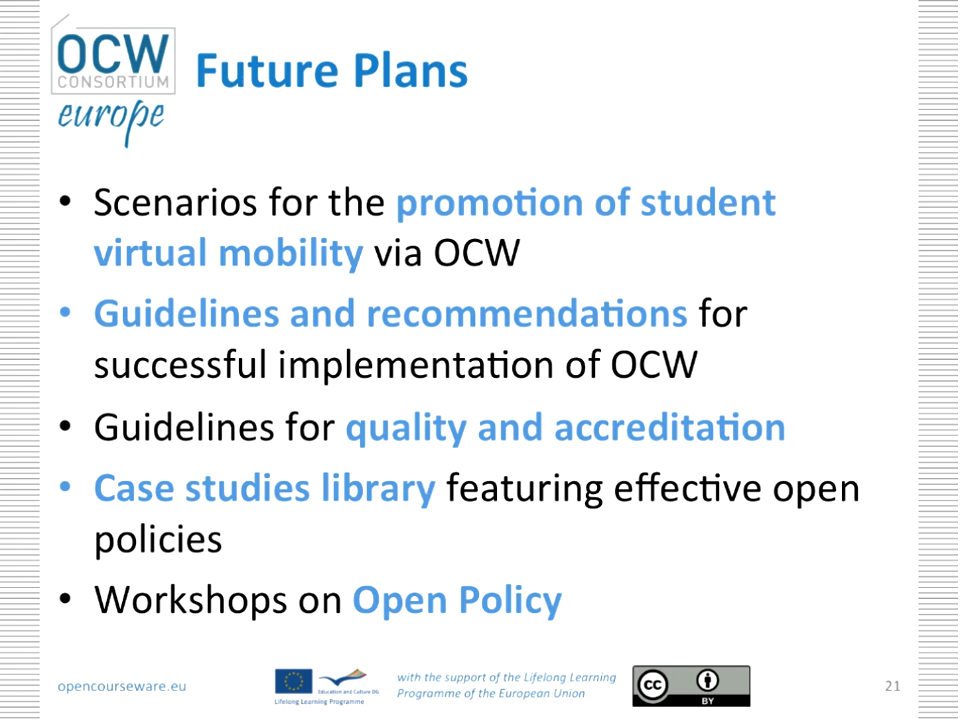 OCW
CONSORTIUM
europe
Future Plans
• Scenarios for the promotion of student
virtual mobility via OCW
• Guidelines and recommendations for
successful implementation of OCW
• Guidelines for quality and accreditation
• Case studies library featuring effective open
policies
• Workshops on Open Policy
opencourseware.eu
Education and Culture DG
Lifelong Learning Programme
with the support of the Lifelong Learning
Programme of the European Union
cc
BY
21